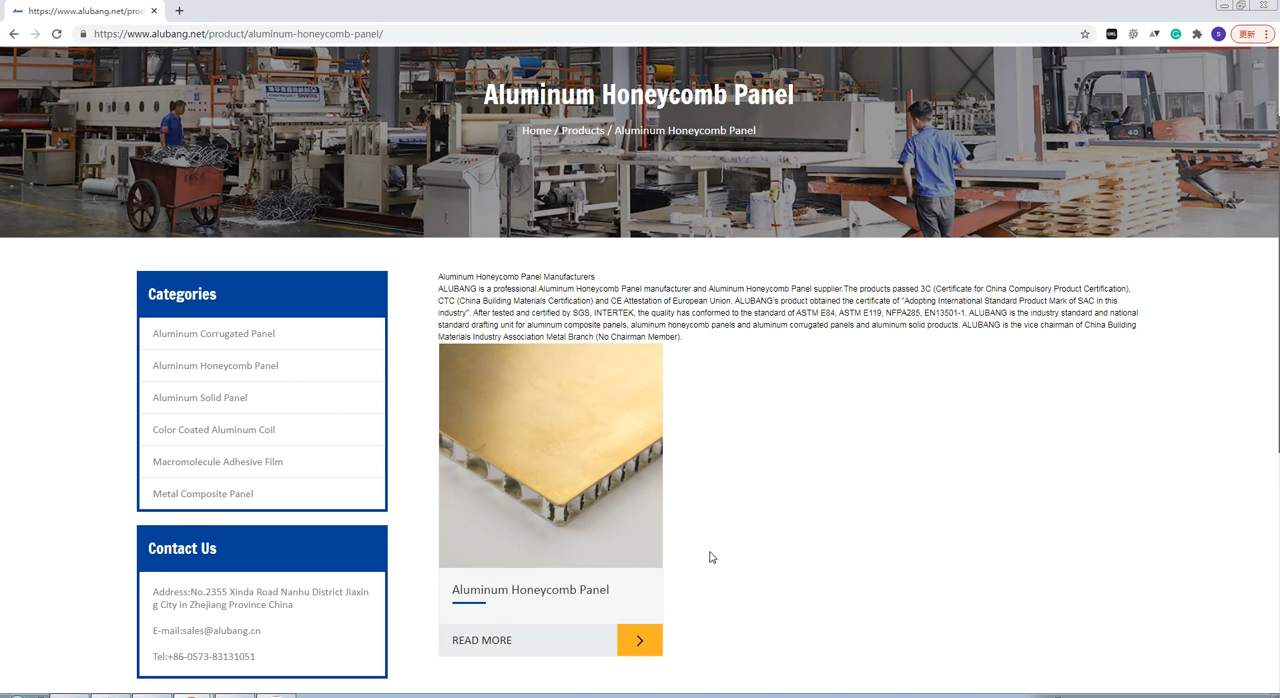 https://www.alubang.net/prod
https://www.alubang.net/product/aluminum-honeycomb-panel/
更新
Aluminum Honeycomb Panel
Home / Products / Aluminum Honeycomb Panel
40
Categories
Aluminum Corrugated Panel
Aluminum Honeycomb Panel
Aluminum Solid Panel
Color Coated Aluminum Coil
Macromolecule Adhesive Film
Metal Composite Panel
Contact Us
Address:No.2355 Xinda Road Nanhu District Jiaxin
g City in Zhejiang Province China
E-mail:sales@alubang.cn
Tel:+86-0573-83131051
Aluminum Honeycomb Panel Manufacturers
ALUBANG is a professional Aluminum Honeycomb Panel manufacturer and Aluminum Honeycomb Panel supplier.The products passed 3C (Certificate for China Compulsory Product Certification),
CTC (China Building Materials Certification) and CE Attestation of European Union. ALUBANG's product obtained the certificate of "Adopting International Standard Product Mark of SAC in this
industry". After tested and certified by SGS, INTERTEK, the quality has conformed to the standard of ASTM E84, ASTM E119, NFPA285, EN13501-1. ALUBANG is the industry standard and national
standard drafting unit for aluminum composite panels, aluminum honeycomb panels and aluminum corrugated panels and aluminum solid products. ALUBANG is the vice chairman of China Building
Materials Industry Association Metal Branch (No Chairman Member).
Aluminum Honeycomb Panel
READ MORE